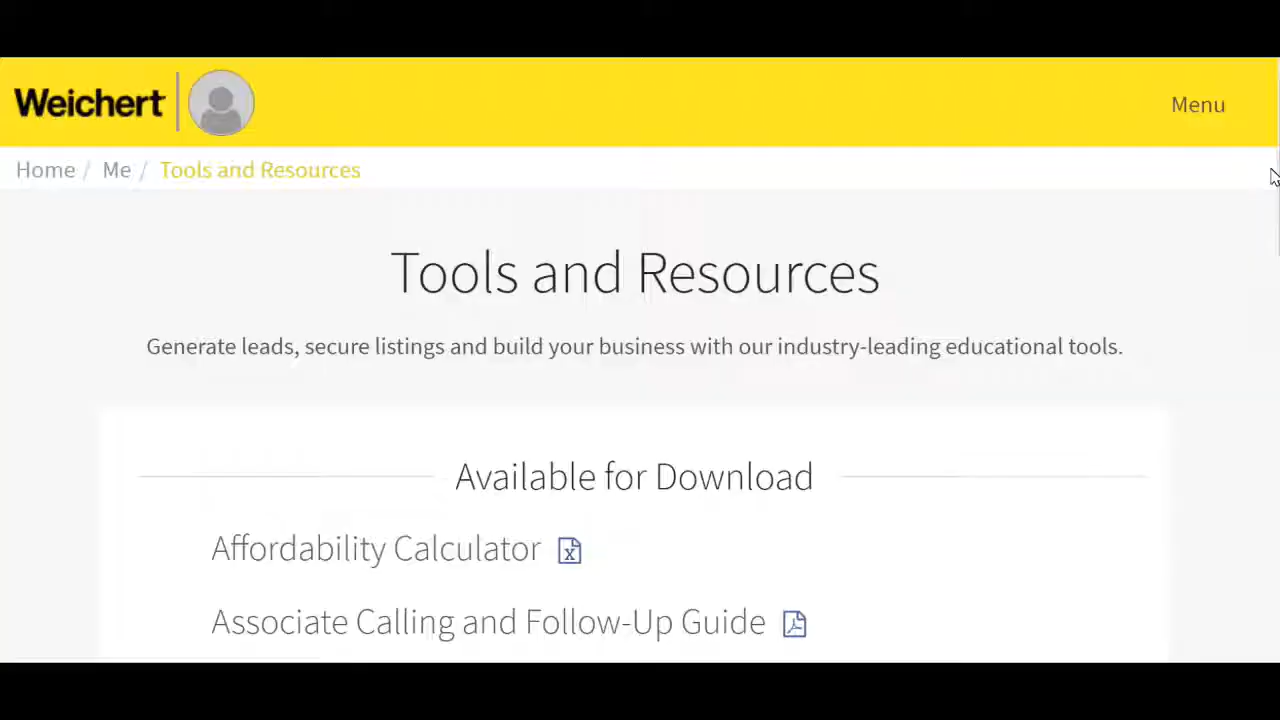 Weichert
Menu
Home / Me / Tools and Resources
Tools and Resources
Generate leads, secure listings and build your business with our industry-leading educational tools.
Available for Download
Affordability Calculator
Associate Calling and Follow-Up Guide